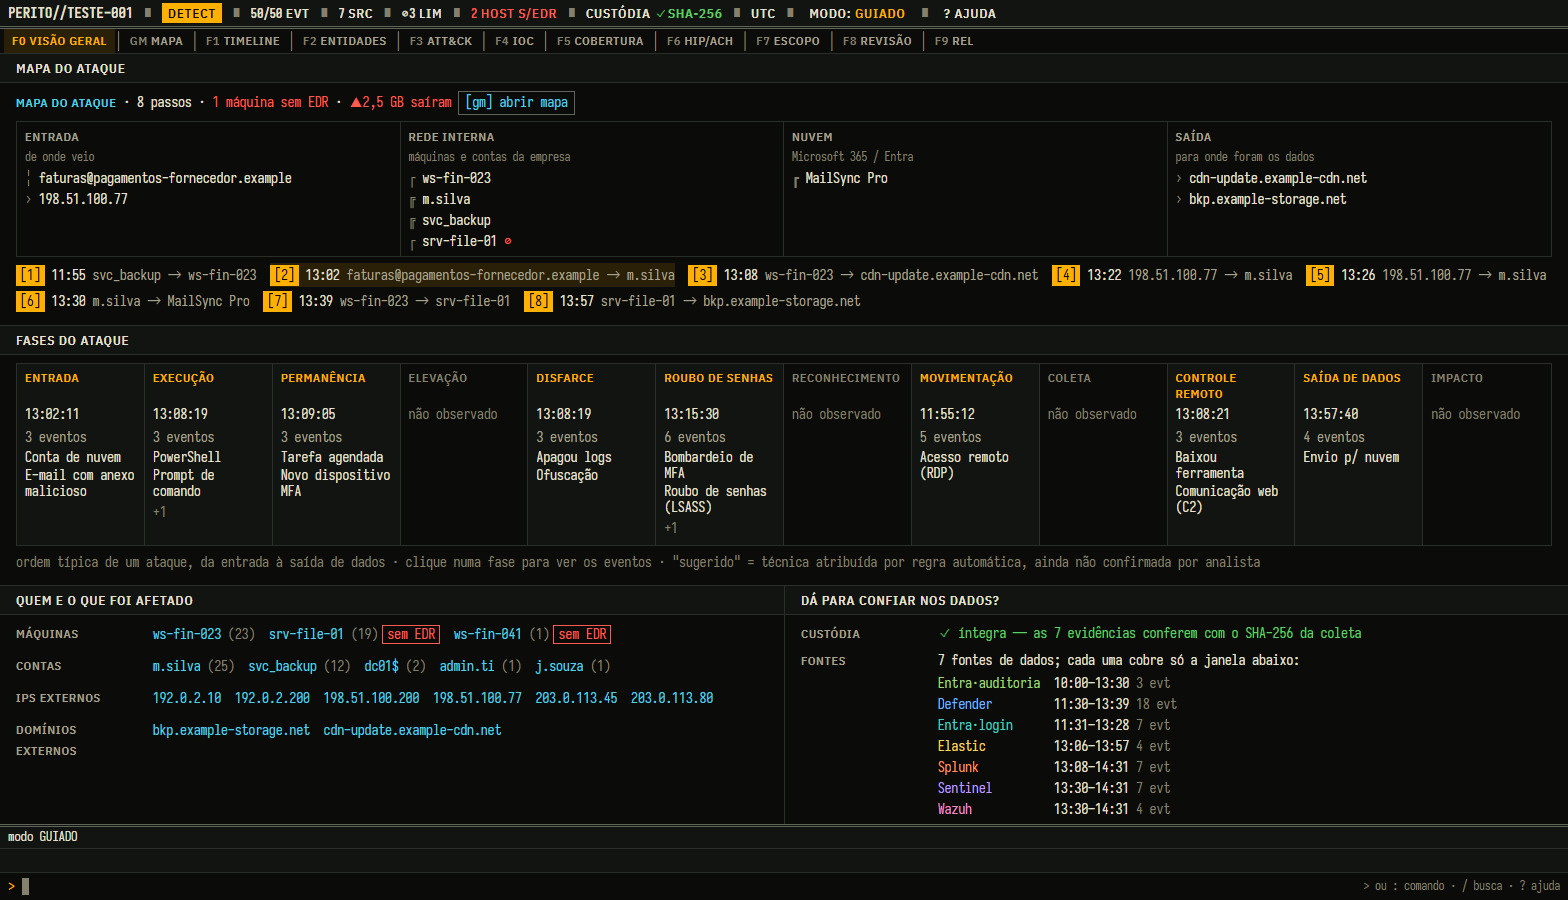 PERITO//TESTE-001 DETECT 50/50 EVT 7 SRC ⊘3 LIM 2 HOST S/EDR CUSTÓDIA ✓SHA-256 UTC MODO: GUIADO ? AJUDA
F0 VISÃO GERAL GM MAPA F1 TIMELINE F2 ENTIDADES F3 ATT&CK F4 IOC F5 COBERTURA F6 HIP/ACH F7 ESCOPO F8 REVISÃO F9 REL
MAPA DO ATAQUE
MAPA DO ATAQUE · 8 passos · 1 máquina sem EDR · ▲2,5 GB saíram [gm] abrir mapa
ENTRADA
de onde veio
¦ faturas@pagamentos-fornecedor.example
› 198.51.100.77
REDE INTERNA
máquinas e contas da empresa
┌ ws-fin-023
╔ m.silva
╔ svc_backup
┌ srv-file-01 ⊘
NUVEM
Microsoft 365 / Entra
╓ MailSync Pro
SAÍDA
para onde foram os dados
› cdn-update.example-cdn.net
› bkp.example-storage.net
[1] 11:55 svc_backup → ws-fin-023 [2] 13:02 faturas@pagamentos-fornecedor.example → m.silva [3] 13:08 ws-fin-023 → cdn-update.example-cdn.net [4] 13:22 198.51.100.77 → m.silva [5] 13:26 198.51.100.77 → m.silva
[6] 13:30 m.silva → MailSync Pro [7] 13:39 ws-fin-023 → srv-file-01 [8] 13:57 srv-file-01 → bkp.example-storage.net
FASES DO ATAQUE
ENTRADA
13:02:11
3 eventos
Conta de nuvem
E-mail com anexo
malicioso
EXECUÇÃO
13:08:19
3 eventos
PowerShell
Prompt de
comando
+1
PERMANÊNCIA
13:09:05
3 eventos
Tarefa agendada
Novo dispositivo
MFA
ELEVAÇÃO
não observado
DISFARCE
13:08:19
3 eventos
Apagou logs
Ofuscação
ROUBO DE SENHAS
13:15:30
6 eventos
Bombardeio de
MFA
Roubo de senhas
(LSASS)
+1
RECONHECIMENTO
não observado
MOVIMENTAÇÃO
11:55:12
5 eventos
Acesso remoto
(RDP)
COLETA
não observado
CONTROLE
REMOTO
13:08:21
3 eventos
Baixou
ferramenta
Comunicação web
(C2)
SAÍDA DE DADOS
13:57:40
4 eventos
Envio p/ nuvem
IMPACTO
não observado
ordem típica de um ataque, da entrada à saída de dados · clique numa fase para ver os eventos · "sugerido" = técnica atribuída por regra automática, ainda não confirmada por analista
QUEM E O QUE FOI AFETADO
MÁQUINAS ws-fin-023 (23) srv-file-01 (19) sem EDR ws-fin-041 (1) sem EDR
CONTAS m.silva (25) svc_backup (12) dc01$ (2) admin.ti (1) j.souza (1)
IPS EXTERNOS 192.0.2.10 192.0.2.200 198.51.100.200 198.51.100.77 203.0.113.45 203.0.113.80
DOMÍNIOS bkp.example-storage.net cdn-update.example-cdn.net
EXTERNOS
DÁ PARA CONFIAR NOS DADOS?
CUSTÓDIA ✓ íntegra — as 7 evidências conferem com o SHA-256 da coleta
FONTES 7 fontes de dados; cada uma cobre só a janela abaixo:
Entra·auditoria 10:00–13:30 3 evt
Defender 11:30–13:39 18 evt
Entra·login 11:31–13:28 7 evt
Elastic 13:06–13:57 4 evt
Splunk 13:08–14:31 7 evt
Sentinel 13:30–14:31 7 evt
Wazuh 13:30–14:31 4 evt
modo GUIADO
> > ou : comando · / busca · ? ajuda